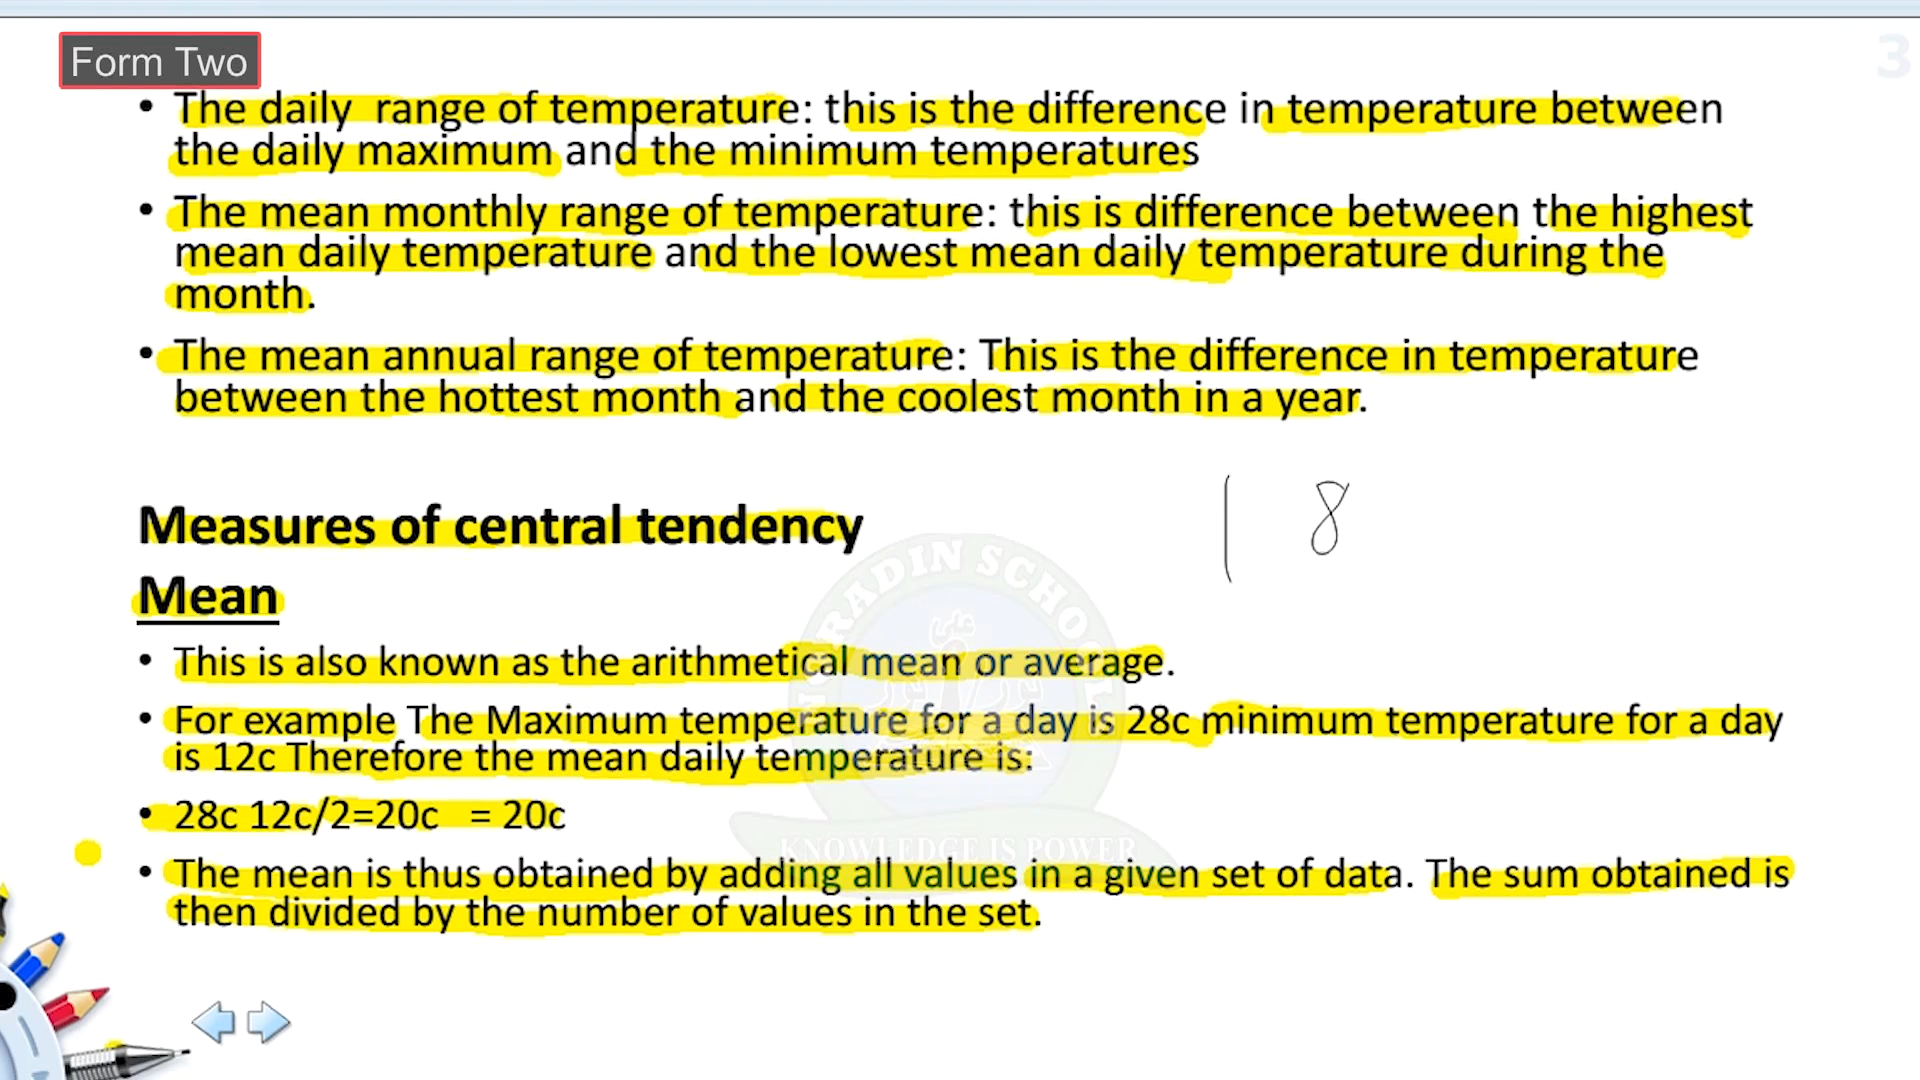 Form Two
3
• The daily range of temperature: this is the difference in temperature between
the daily maximum and the minimum temperatures
• The mean monthly range of temperature: this is difference between the highest
mean daily temperature and the lowest mean daily temperature during the
month.
• The mean annual range of temperature: This is the difference in temperature
between the hottest month and the coolest month in a year.
Measures of central tendency
| 8
Mean
• This is also known as the arithmetical mean or average.
• For example The Maximum temperature for a day is 28c minimum temperature for a day
is 12c Therefore the mean daily temperature is:
• 28c 12c/2=20c = 20c
• The mean is thus obtained by adding all values in a given set of data. The sum obtained is
then divided by the number of values in the set.
RADIN SCHOOL
KNOWLEDGE IS POWER